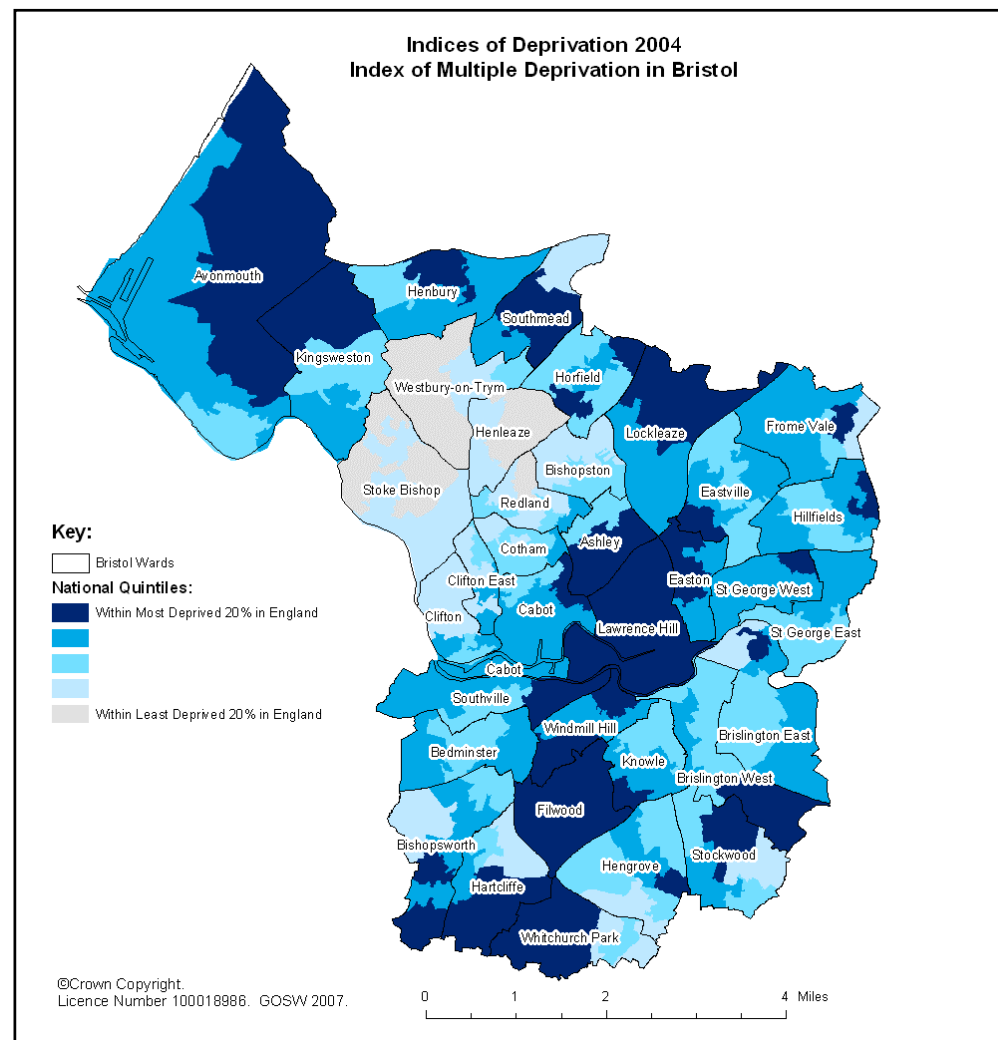 Indices of Deprivation 2004
Index of Multiple Deprivation in Bristol
Avonmouth
Henbury
Southmead
Kingsweston
Westbury-on-Trym
Horfield
Henleaze
Lockleaze
Frome Vale
Bishopston
Stoke Bishop
Eastville
Redland
Hillfields
Ashley
Cotham
Clifton East
Easton
St George West
Clifton
Cabot
Lawrence Hill
St George East
Cabot
Southville
Windmill Hill
Bedminster
Brislington East
Knowle
Brislington West
Filwood
Bishopsworth
Stockwood
Hengrove
Hartcliffe
Whitchurch Park
Key:
Bristol Wards
National Quintiles:
Within Most Deprived 20% in England
Within Least Deprived 20% in England
©Crown Copyright.
Licence Number 100018986. GOSW 2007.
0 1 2 4 Miles